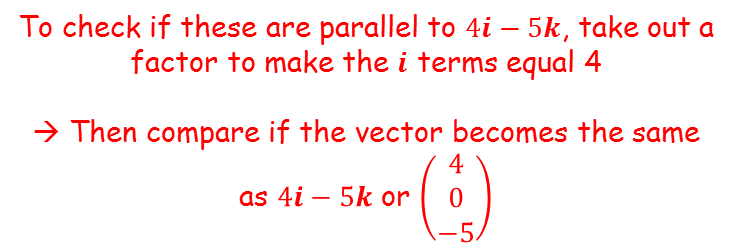 To check if these are parallel to 4i – 5k, take out a
factor to make the i terms equal 4
→ Then compare if the vector becomes the same
as 4i – 5k or (4 0 −5)